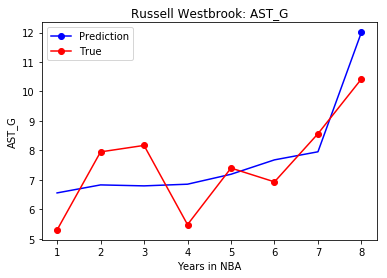 Russell Westbrook: AST_G
Prediction
True
12
11
10
9
8
7
6
5
AST_G
1 2 3 4 5 6 7 8
Years in NBA